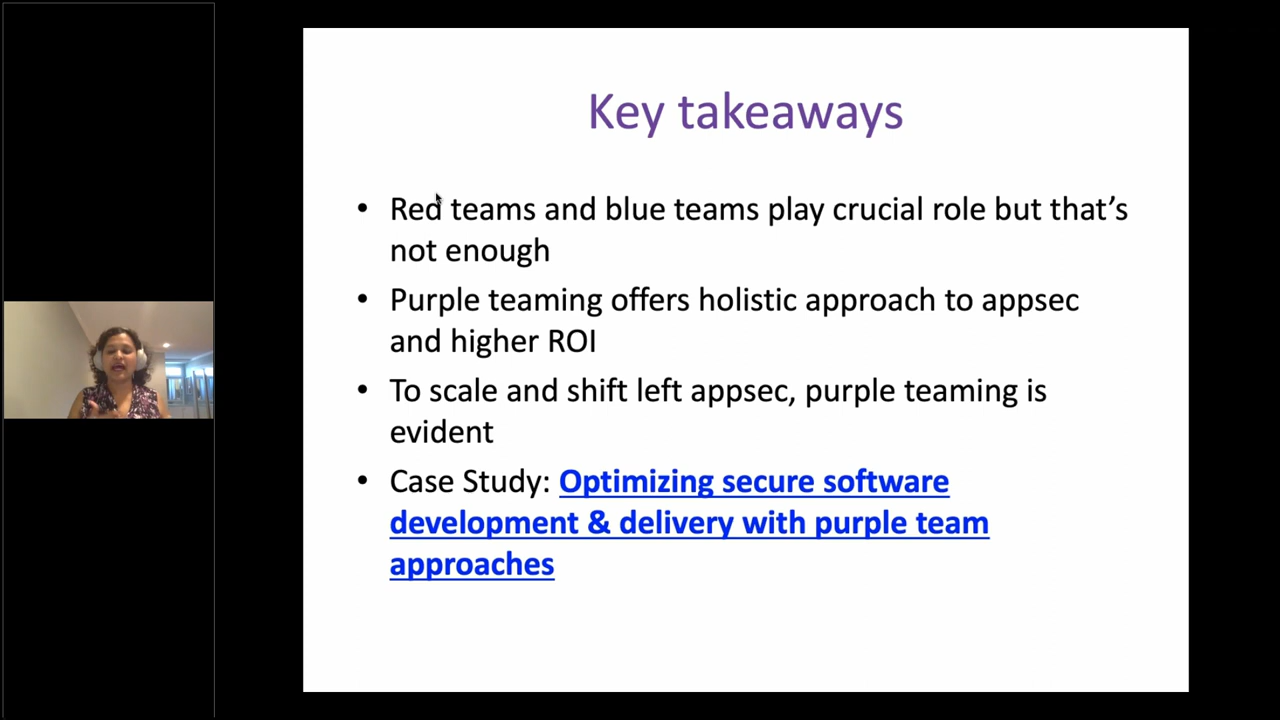 Key takeaways
• Red teams and blue teams play crucial role but that’s
not enough
• Purple teaming offers holistic approach to appsec
and higher ROI
• To scale and shift left appsec, purple teaming is
evident
• Case Study: Optimizing secure software
development & delivery with purple team
approaches